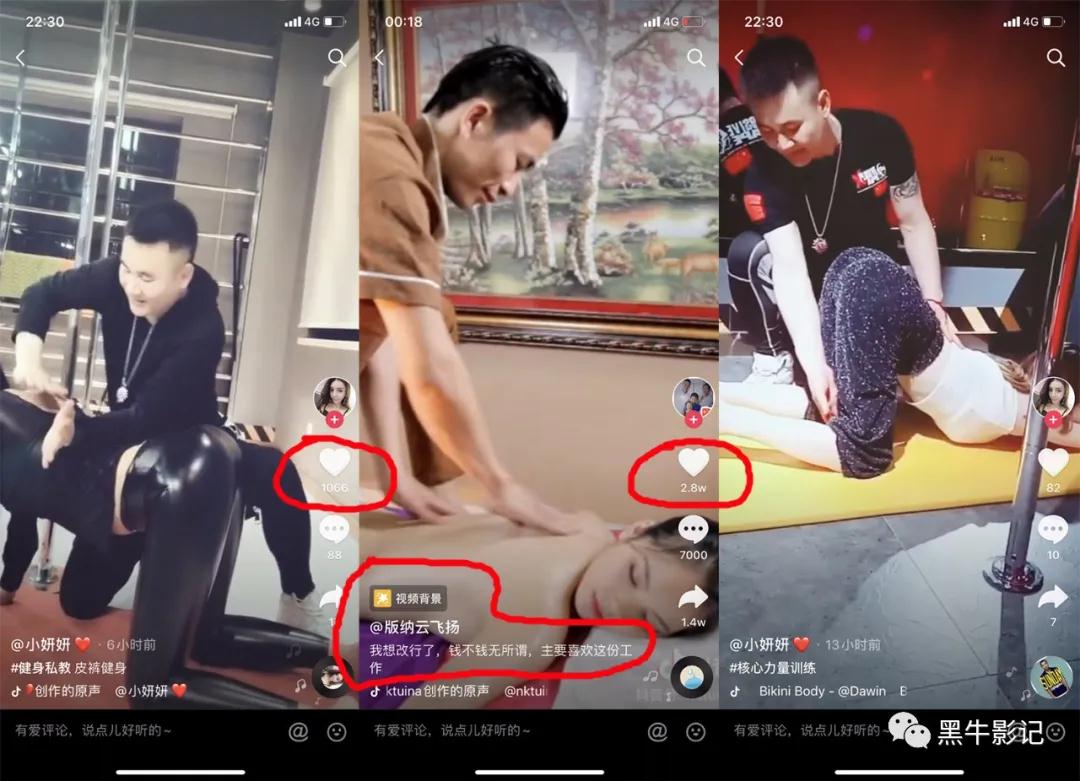 22:30
4G
1066
88
@小妍妍❤️ · 6小时前
#健身私教 皮裤健身
创作的原声 @小妍妍❤️
有爱评论，说点儿好听的~
00:18
4G
2.8w
7000
1.4w
视频背景
@版纳云飞扬
我想改行了，钱不钱无所谓，主要喜欢这份工
作
ktuina创作的原声 @nktui
抖音
有爱评论，说点儿好听的~
22:30
4G
82
10
7
@小妍妍❤️ · 13小时前
#核心力量训练
Bikini Body - @Dawin
有爱评论，说点儿好听的~
黑牛影记